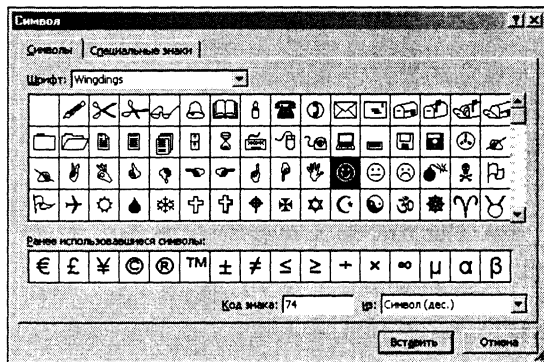 Символ
Символы Специальные знаки
Шрифт: Wingdings
Ранее использовавшиеся символы:
€ £ ¥ © ® ™ ± ≠ ≤ ≥ ÷ × ∞ µ α β
Код знака: 74 из: Символ (дес.)
Вставить Отмена